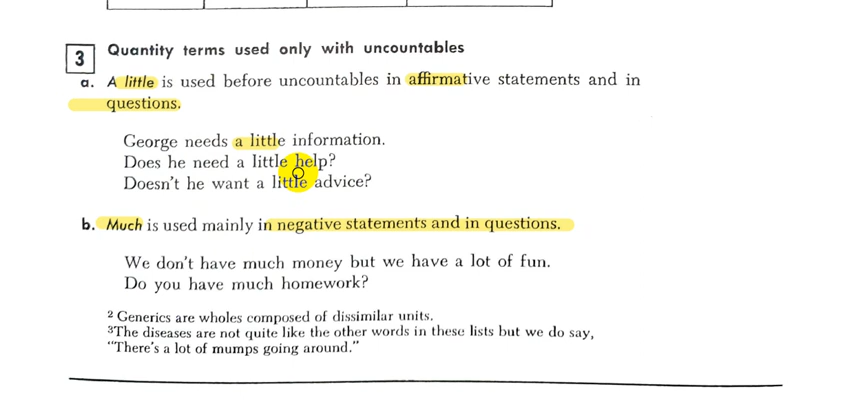 3 Quantity terms used only with uncountables
a. A little is used before uncountables in affirmative statements and in
questions.
George needs a little information.
Does he need a little help?
Doesn't he want a little advice?
b. Much is used mainly in negative statements and in questions.
We don't have much money but we have a lot of fun.
Do you have much homework?
² Generics are wholes composed of dissimilar units.
³The diseases are not quite like the other words in these lists but we do say,
"There's a lot of mumps going around."